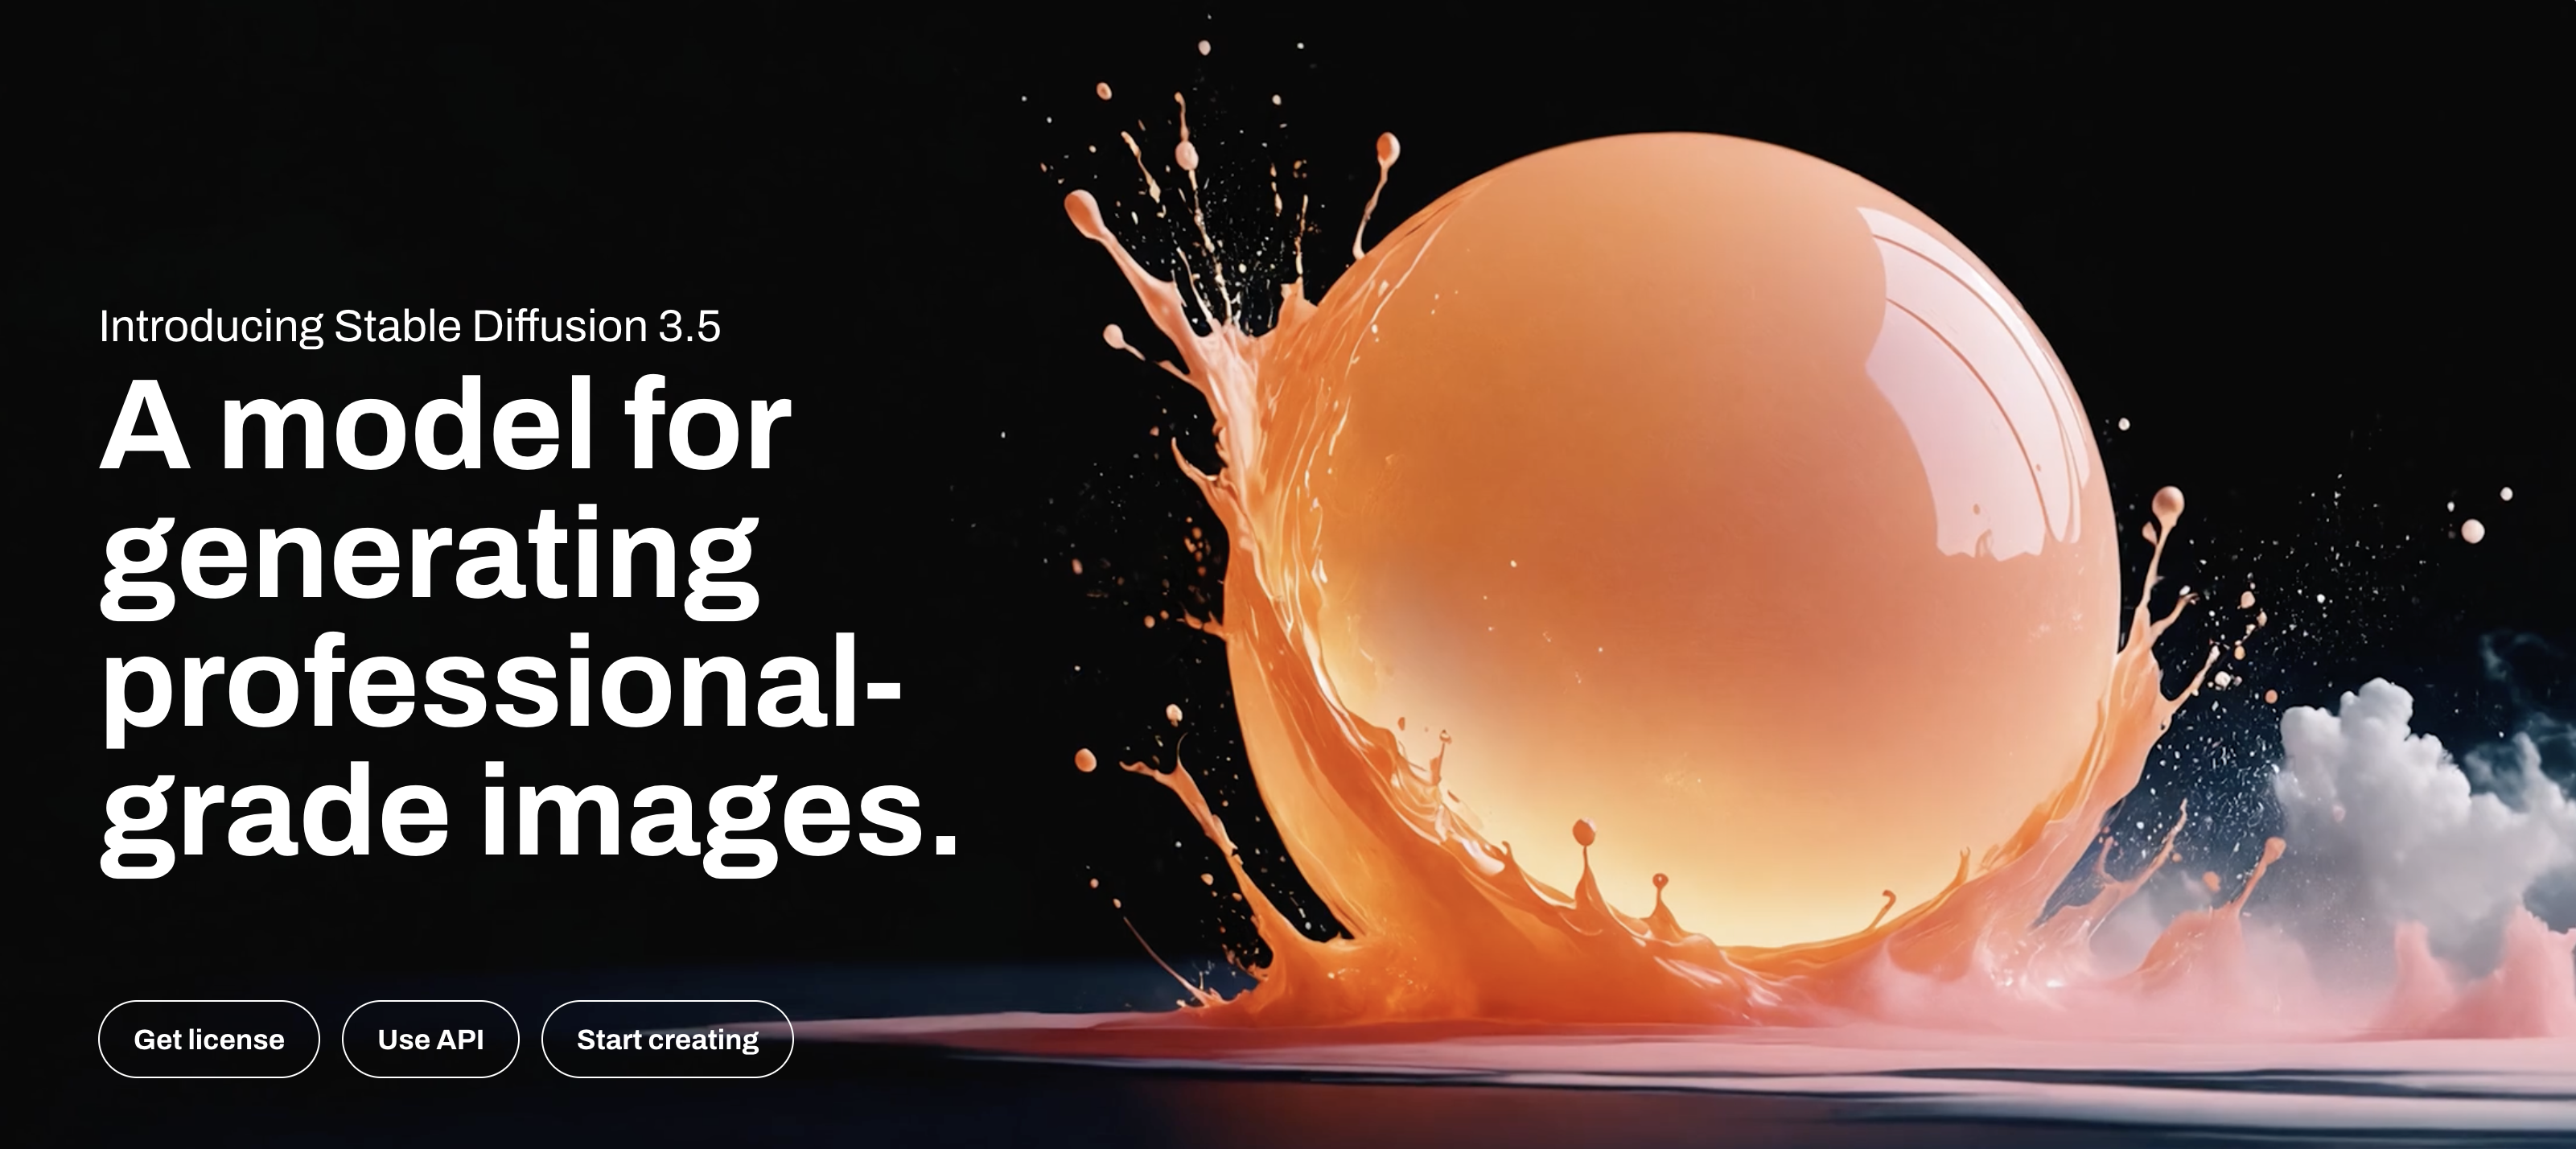 Introducing Stable Diffusion 3.5
A model for
generating
professional-
grade images.
Get license
Use API
Start creating